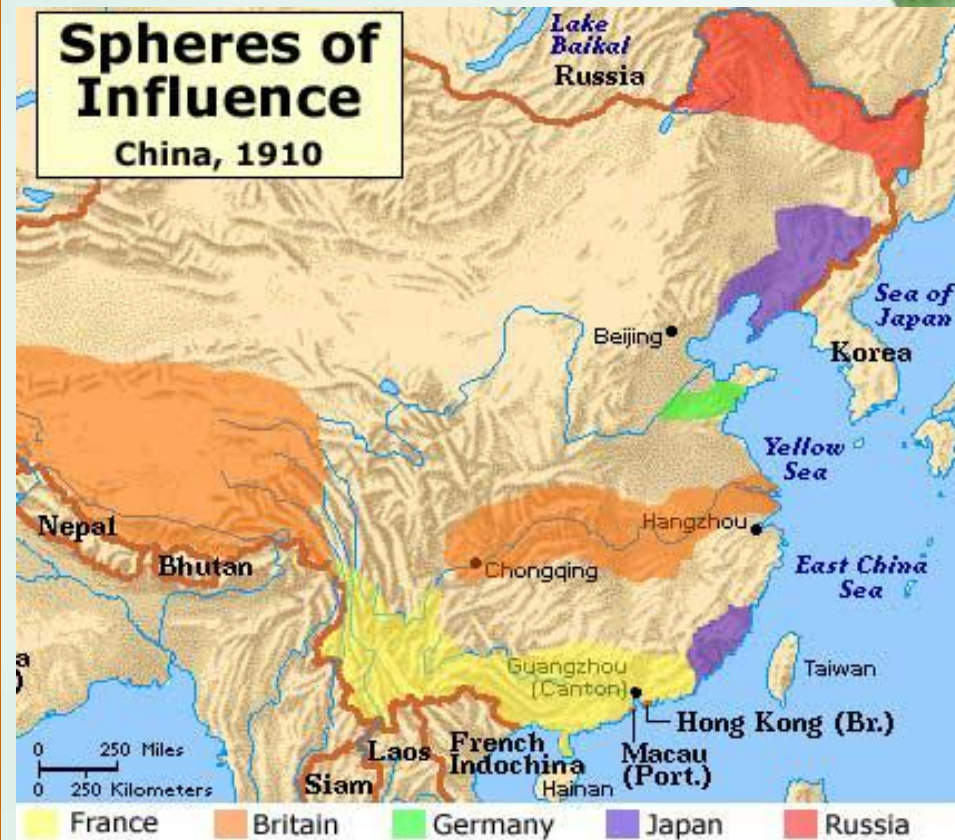 Spheres of
Influence
China, 1910
Lake
Baikal
Russia
Sea of
Japan
Beijing
Korea
Yellow
Sea
Nepal
Hangzhou
Bhutan
Chongqing
East China
Sea
a
)
Guangzhou
(Canton)
Taiwan
Hong Kong (Br.)
0 250 Miles
0 250 Kilometers
Laos
French
Indochina
Macau
(Port.)
Siam
Hainan
France Britain Germany Japan Russia